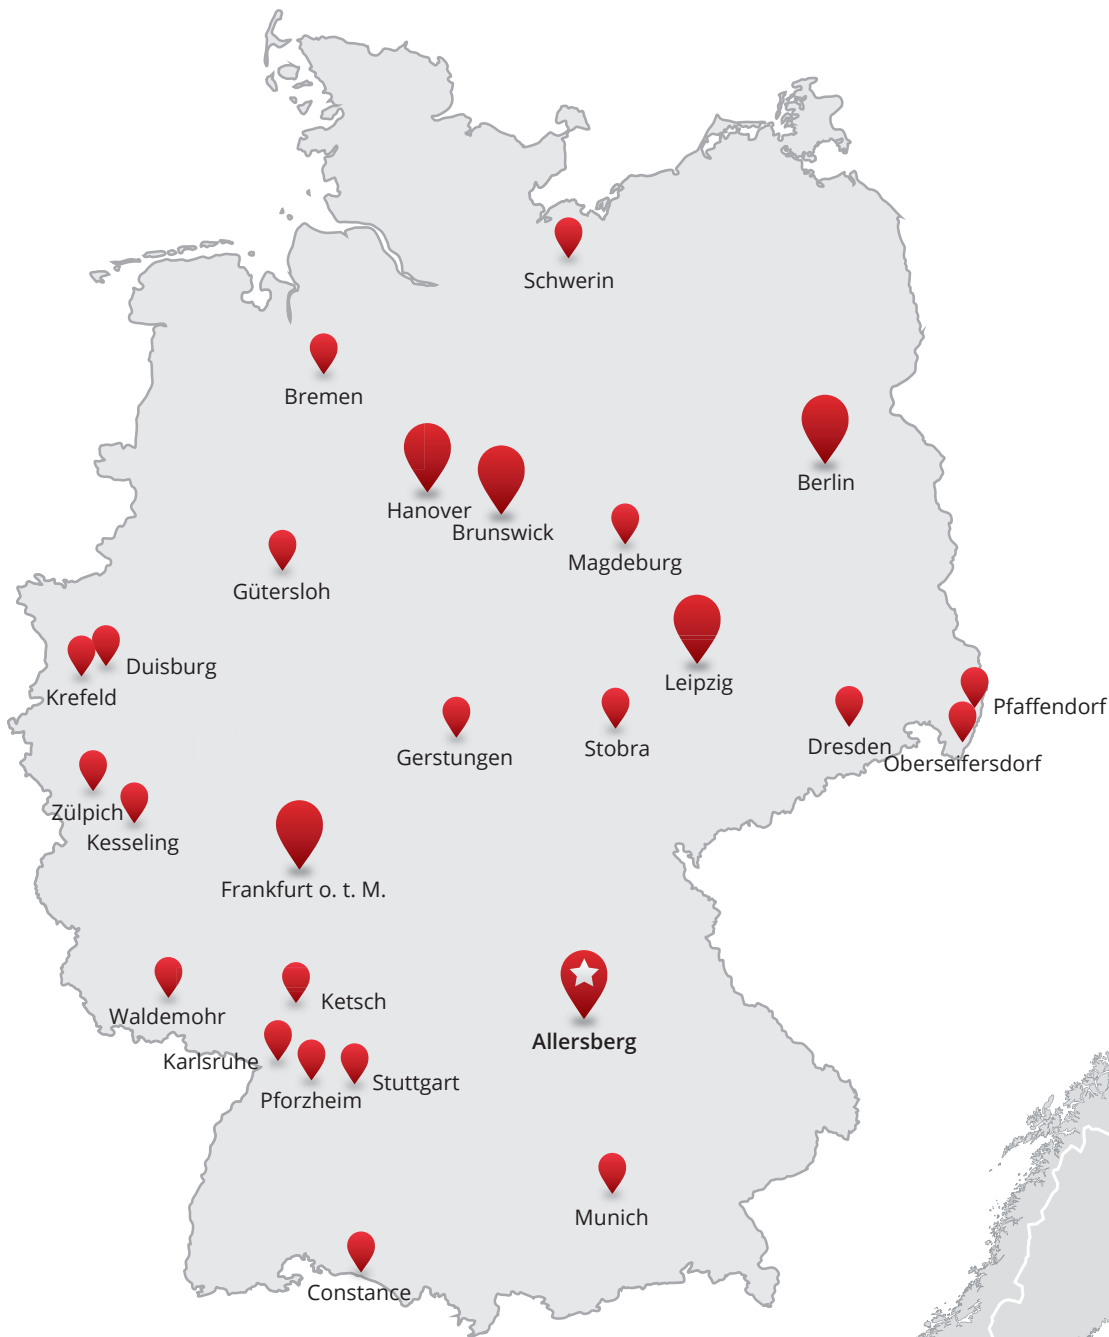 Schwerin
Bremen
Berlin
Hanover
Brunswick
Magdeburg
Gütersloh
Duisburg
Leipzig
Krefeld
Pfaffendorf
Dresden
Stobra
Gerstungen
Oberseifersdorf
Zülpich
Kesseling
Frankfurt o. t. M.
Ketsch
Waldemohr
Allersberg
Karlsruhe
Stuttgart
Pforzheim
Munich
Constance